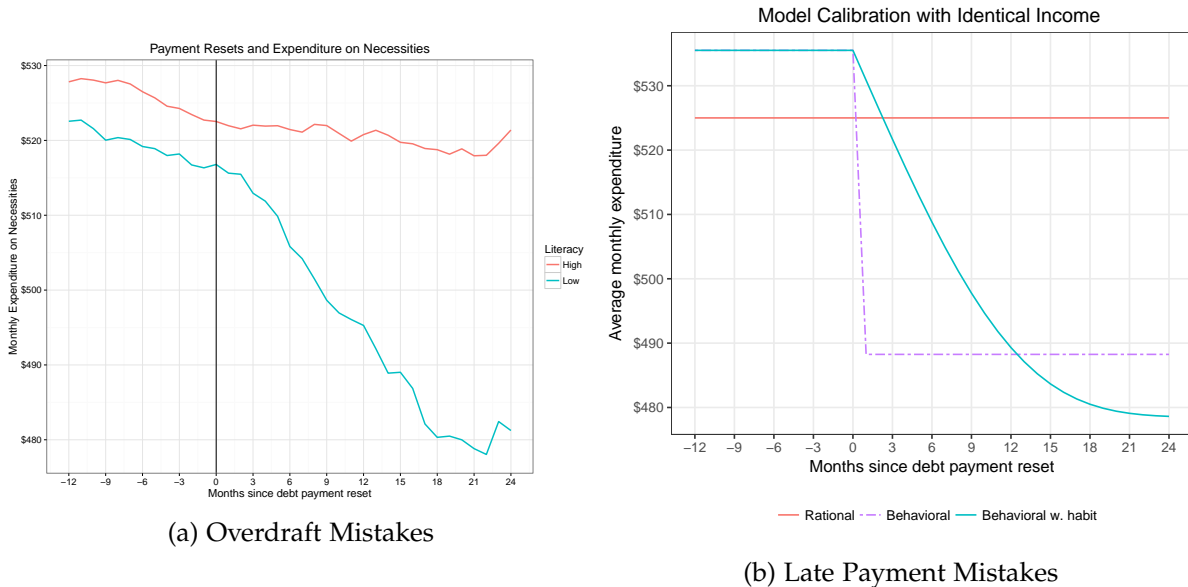 Payment Resets and Expenditure on Necessities
Monthly Expenditure on Necessities
$530
$520
$510
$500
$490
$480
−12 −9 −6 −3 0 3 6 9 12 15 18 21 24
Months since debt payment reset
Literacy
High
Low
(a) Overdraft Mistakes
Model Calibration with Identical Income
Average monthly expenditure
$530
$520
$510
$500
$490
$480
−12 −9 −6 −3 0 3 6 9 12 15 18 21 24
Months since debt payment reset
Rational Behavioral Behavioral w. habit
(b) Late Payment Mistakes